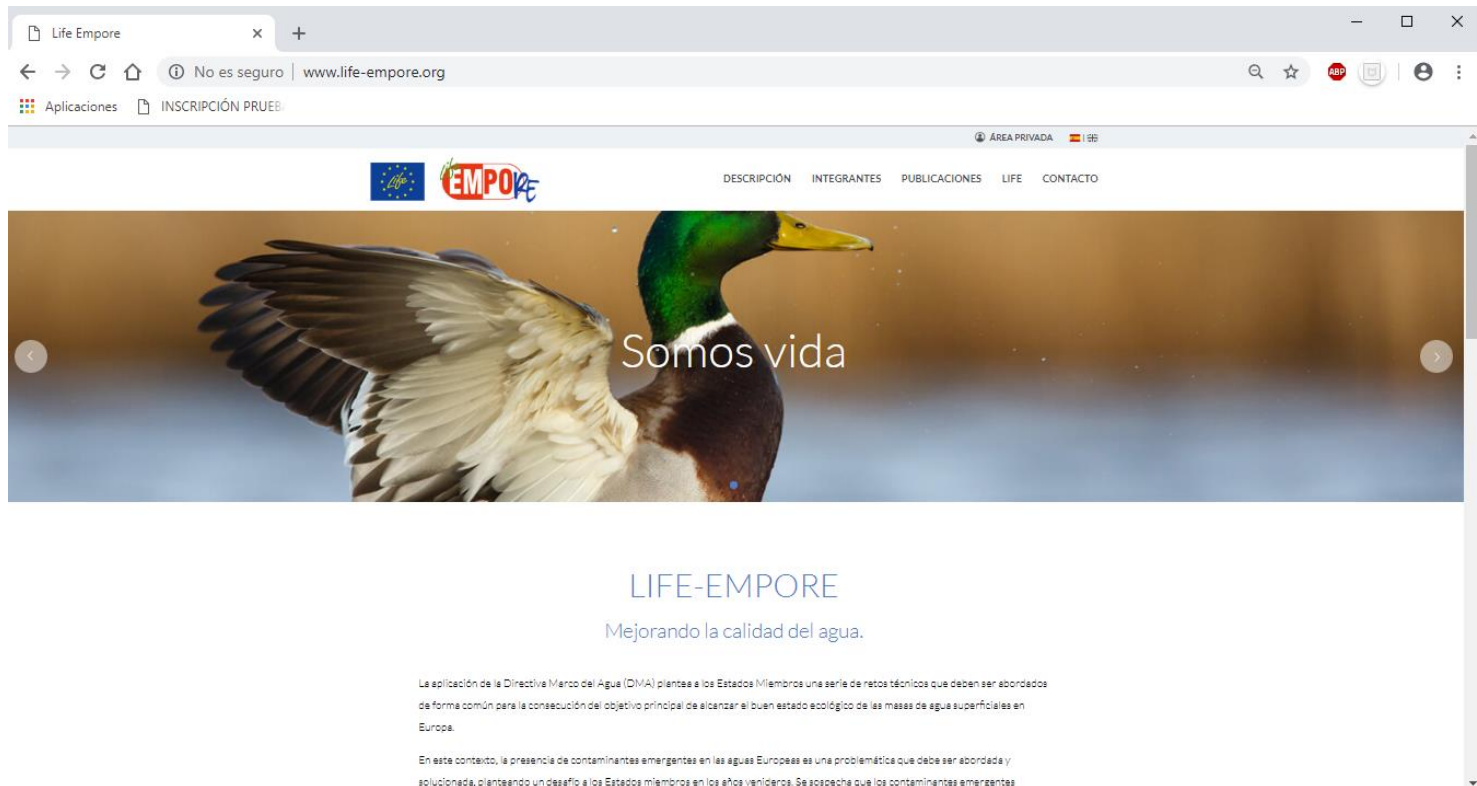 Life Empore
No es seguro | www.life-empore.org
ABP
Aplicaciones INSCRIPCIÓN PRUEB
ÁREA PRIVADA |
Life life EMPORE DESCRIPCIÓN INTEGRANTES PUBLICACIONES LIFE CONTACTO
Somos vida
LIFE-EMPORE
Mejorando la calidad del agua.
La aplicación de la Directiva Marco del Agua (DMA) plantea a los Estados Miembros una serie de retos técnicos que deben ser abordados
de forma común para la consecución del objetivo principal de alcanzar el buen estado ecológico de las masas de agua superficiales en
Europa.
En este contexto, la presencia de contaminantes emergentes en las aguas Europeas es una problemática que debe ser abordada y
solucionada, planteando un desafío a los Estados miembros en los años venideros. Se sospecha que los contaminantes emergentes